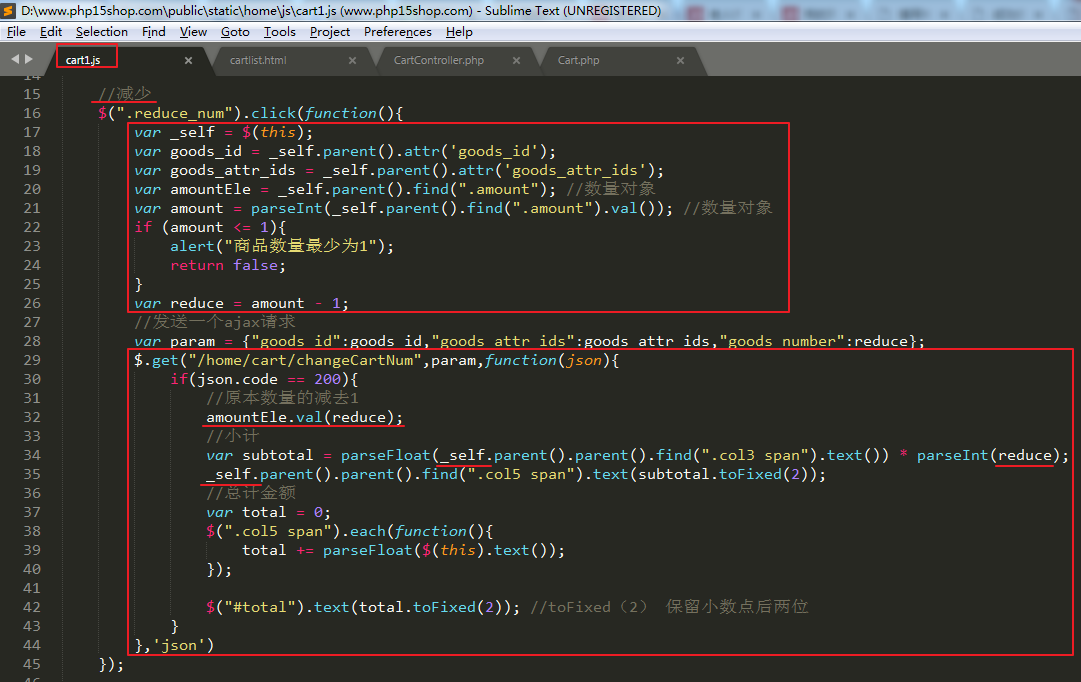 D:\www.php15shop.com\public\static\home\js\cart1.js (www.php15shop.com) - Sublime Text (UNREGISTERED)
File Edit Selection Find View Goto Tools Project Preferences Help
cart1.js × cartlist.html × CartController.php × Cart.php ×
14
15 //减少
16 $(".reduce_num").click(function(){
17 var _self = $(this);
18 var goods_id = _self.parent().attr('goods_id');
19 var goods_attr_ids = _self.parent().attr('goods_attr_ids');
20 var amountEle = _self.parent().find(".amount"); //数量对象
21 var amount = parseInt(_self.parent().find(".amount").val()); //数量对象
22 if (amount <= 1){
23 alert("商品数量最少为1");
24 return false;
25 }
26 var reduce = amount - 1;
27 //发送一个ajax请求
28 var param = {"goods_id":goods_id,"goods_attr_ids":goods_attr_ids,"goods_number":reduce};
29 $.get("/home/cart/changeCartNum",param,function(json){
30 if(json.code == 200){
31 //原本数量的减去1
32 amountEle.val(reduce);
33 //小计
34 var subtotal = parseFloat(_self.parent().parent().find(".col3 span").text()) * parseInt(reduce);
35 _self.parent().parent().find(".col5 span").text(subtotal.toFixed(2));
36 //总计金额
37 var total = 0;
38 $(".col5 span").each(function(){
39 total += parseFloat($(this).text());
40 });
41
42 $("#total").text(total.toFixed(2)); //toFixed（2） 保留小数点后两位
43 }
44 },'json')
45 });
46